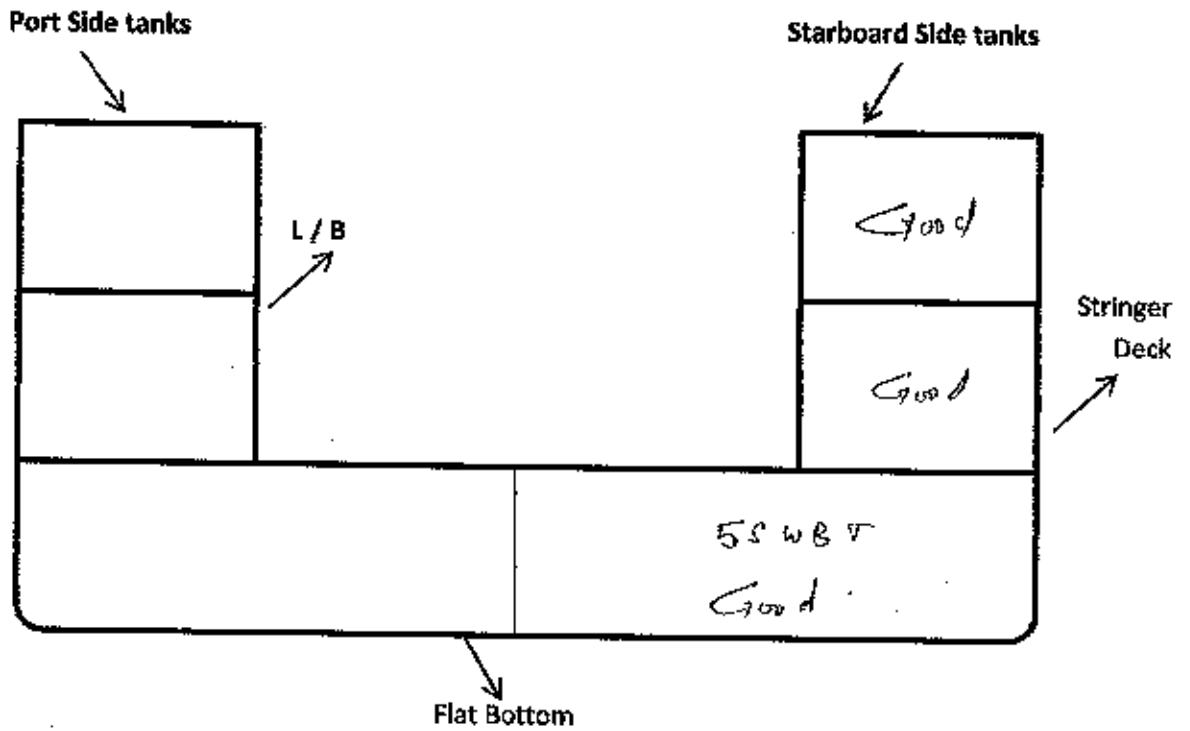 Port Side tanks
Starboard Side tanks
L / B
Good
Stringer
Deck
Good
5S WBT
Good
Flat Bottom